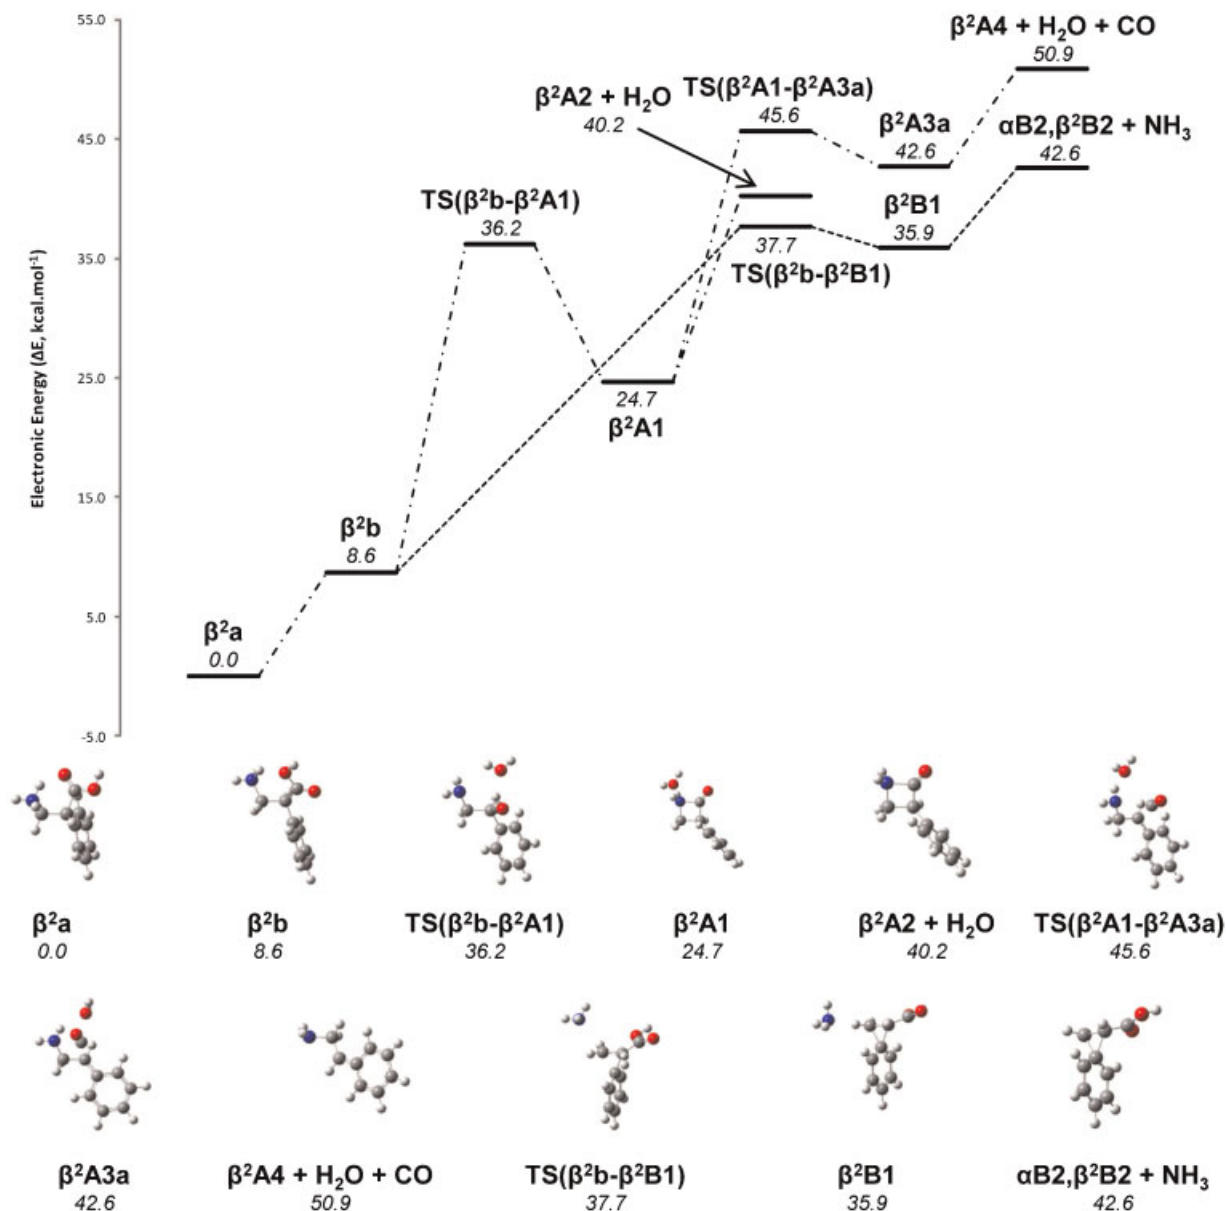 55.0
β²A4 + H₂O + CO
50.9
β²A2 + H₂O
40.2
TS(β²A1-β²A3a)
45.6
45.0
β²A3a
42.6
αB2,β²B2 + NH₃
42.6
TS(β²b-β²A1)
36.2
β²B1
35.9
37.7
TS(β²b-β²B1)
35.0
Electronic Energy (ΔE, kcal.mol⁻¹)
25.0
24.7
β²A1
15.0
β²b
8.6
5.0
β²a
0.0
-5.0
β²a β²b TS(β²b-β²A1) β²A1 β²A2 + H₂O TS(β²A1-β²A3a)
0.0 8.6 36.2 24.7 40.2 45.6
β²A3a β²A4 + H₂O + CO TS(β²b-β²B1) β²B1 αB2,β²B2 + NH₃
42.6 50.9 37.7 35.9 42.6